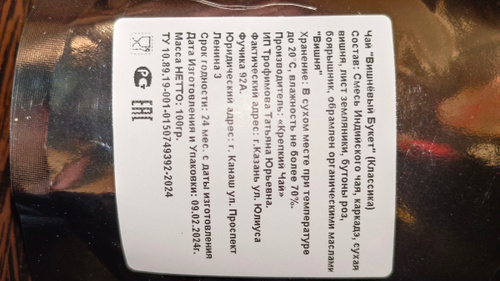 Чай "Вишнёвый Букет" (Классика)
Состав: Смесь Индийского чая, каркадэ, сухая
вишня, лист земляники, бутоны роз,
боярышник, обрамлен органическими маслами
"Вишня"
Хранение: В сухом месте при температуре
до 20°C, влажность не более 70%.
Производитель: «Крепкий Чай»
ИП Трофимова Татьяна Юрьевна.
Фактический адрес: г.Казань ул. Юлиуса
Фучика 92А.
Юридический адрес: г. Канаш ул. Проспект
Ленина 3
Срок годности: 24 мес. с даты изготовления
Дата Изготовления и Упаковки: 09.02.2024г.
Масса НЕТТО: 100гр.
ТУ 10.89.19-001-0150749392-2024
РСТ EAC